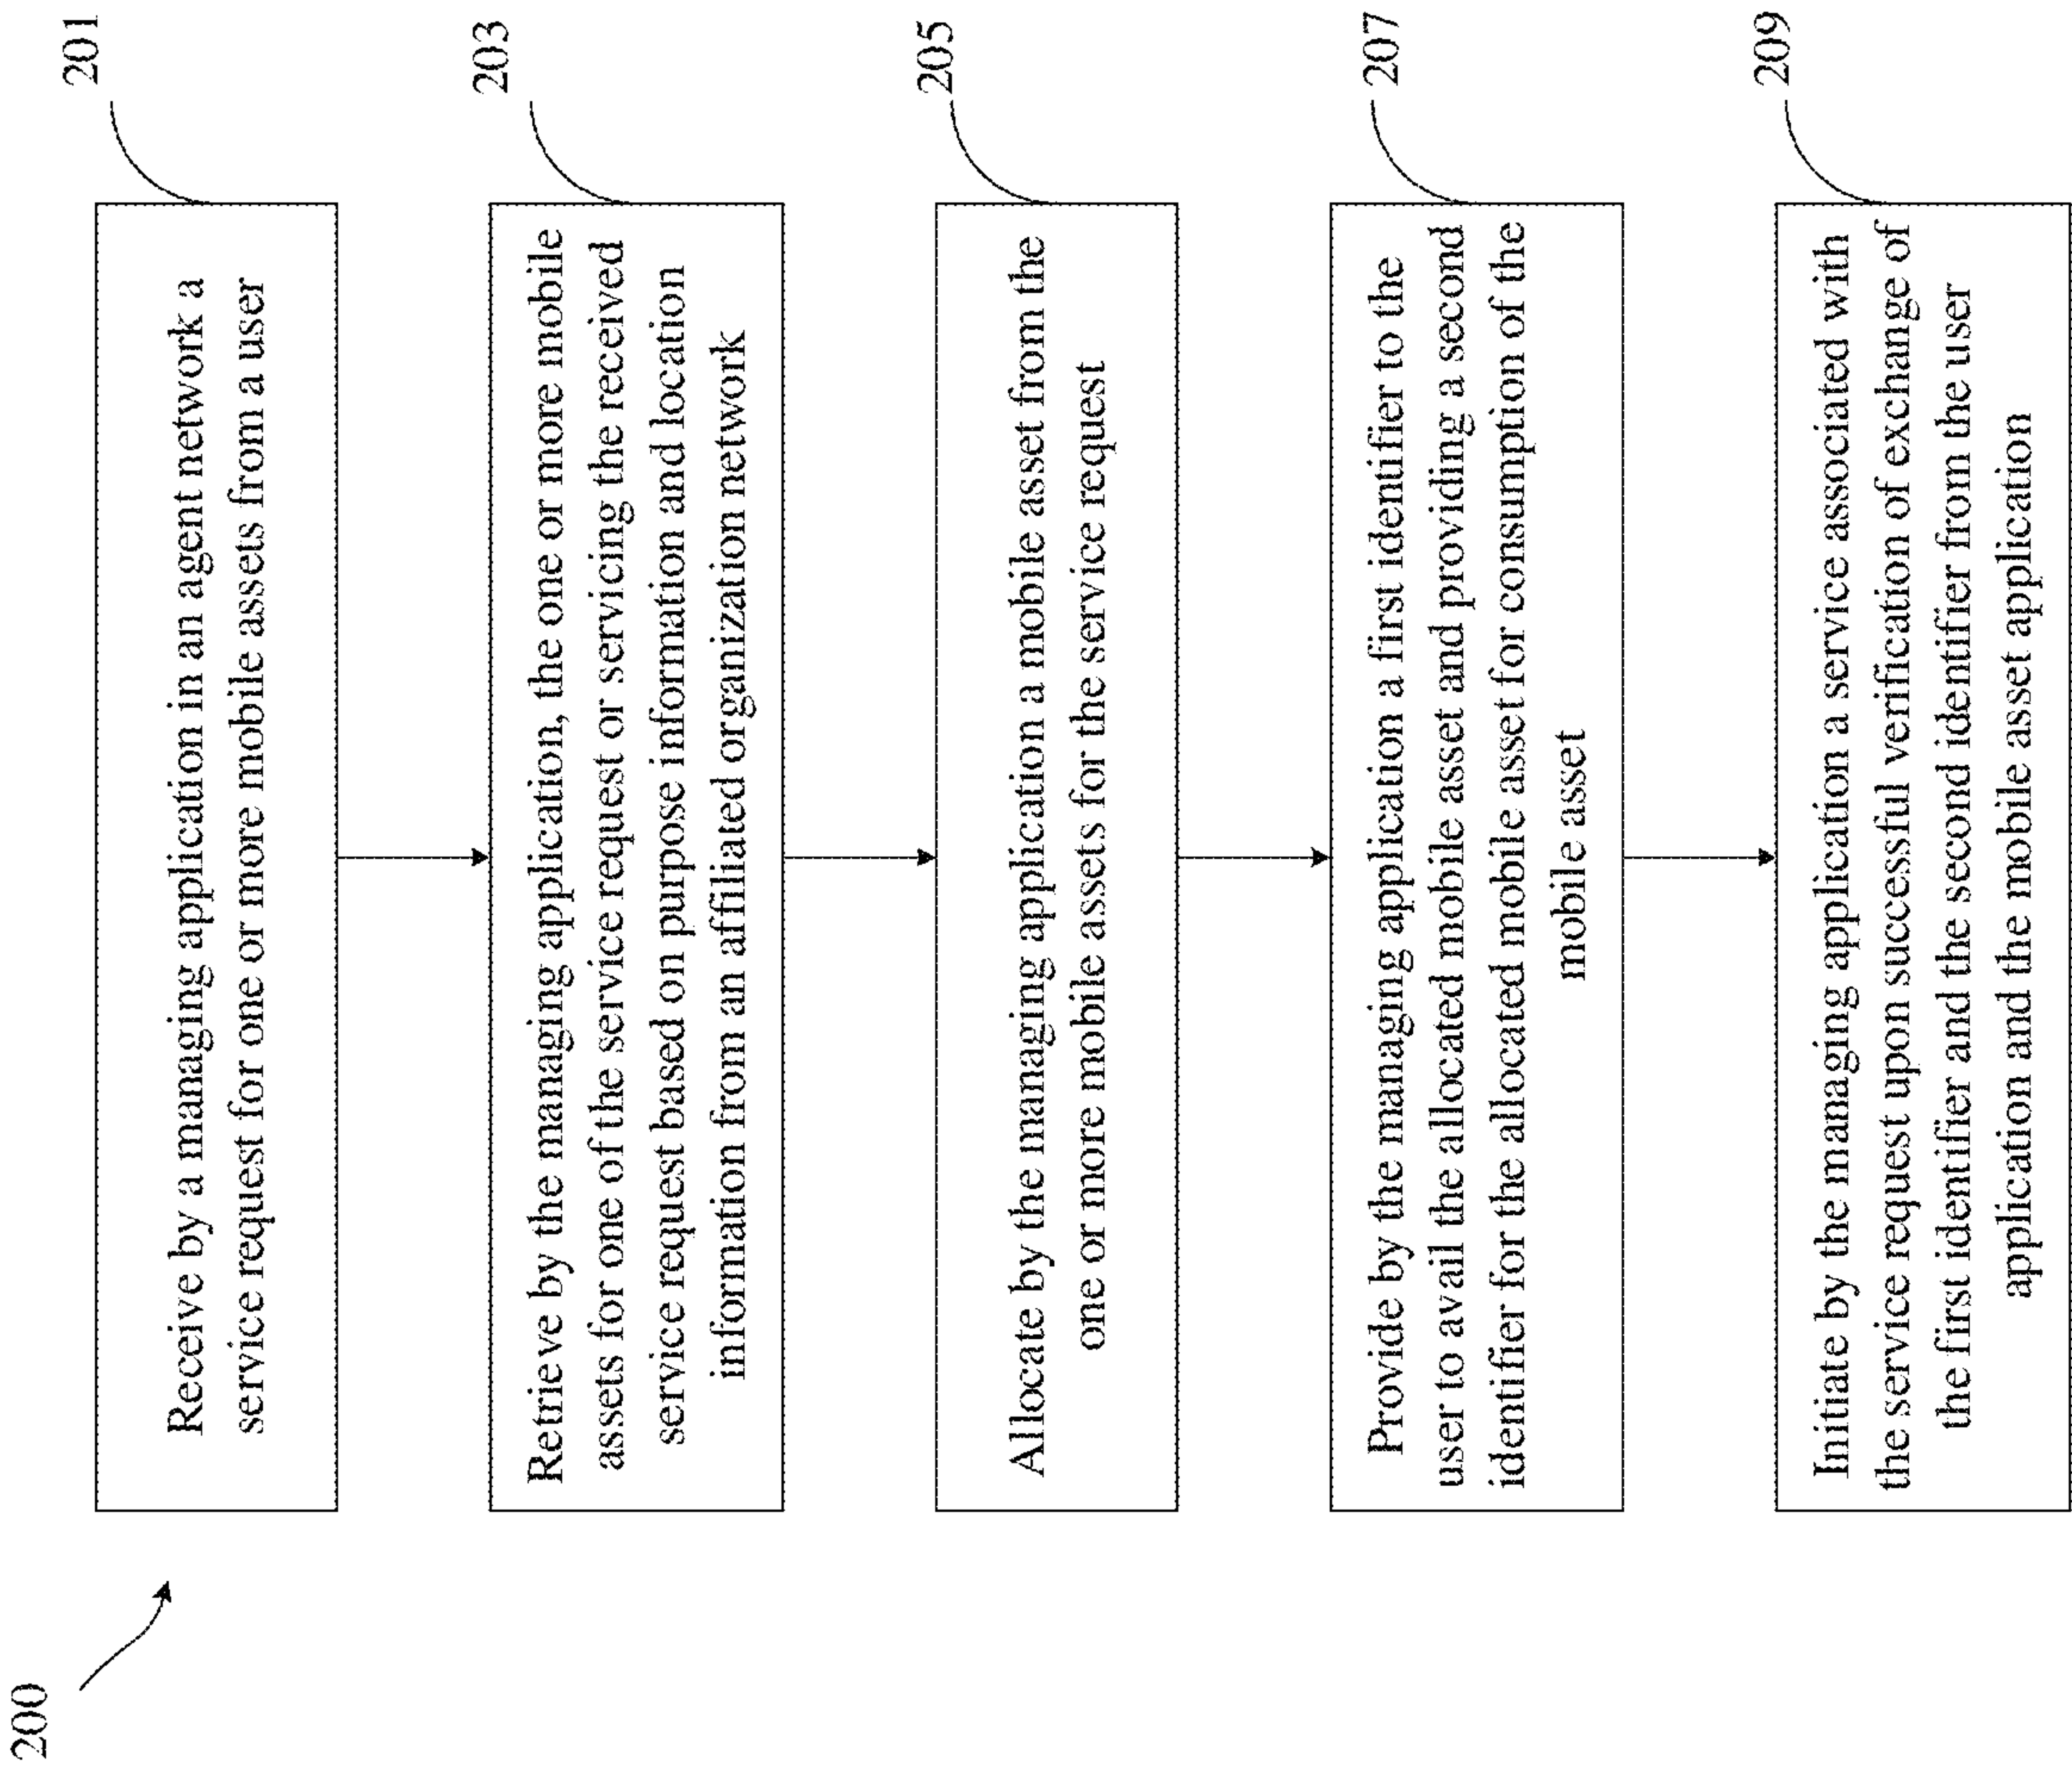 200
201
Receive by a managing application in an agent network a
service request for one or more mobile assets from a user
203
Retrieve by the managing application, the one or more mobile
assets for one of the service request or servicing the received
service request based on purpose information and location
information from an affiliated organization network
205
Allocate by the managing application a mobile asset from the
one or more mobile assets for the service request
207
Provide by the managing application a first identifier to the
user to avail the allocated mobile asset and providing a second
identifier for the allocated mobile asset for consumption of the
mobile asset
209
Initiate by the managing application a service associated with
the service request upon successful verification of exchange of
the first identifier and the second identifier from the user
application and the mobile asset application